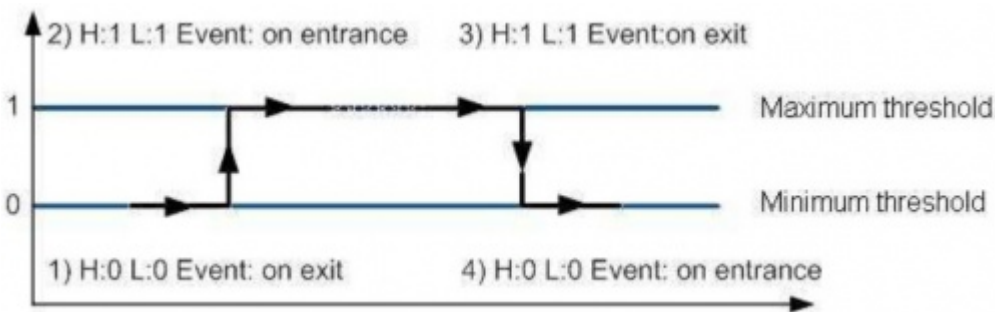 2) H:1 L:1 Event: on entrance
3) H:1 L:1 Event:on exit
1
Maximum threshold
0
Minimum threshold
1) H:0 L:0 Event: on exit
4) H:0 L:0 Event: on entrance